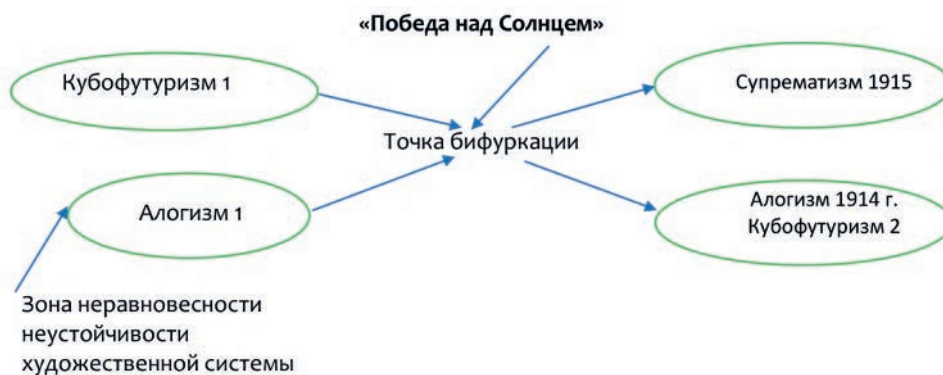 «Победа над Солнцем»
Кубофутуризм 1
Супрематизм 1915
Точка бифуркации
Алогизм 1
Алогизм 1914 г.
Кубофутуризм 2
Зона неравновесности
неустойчивости
художественной системы